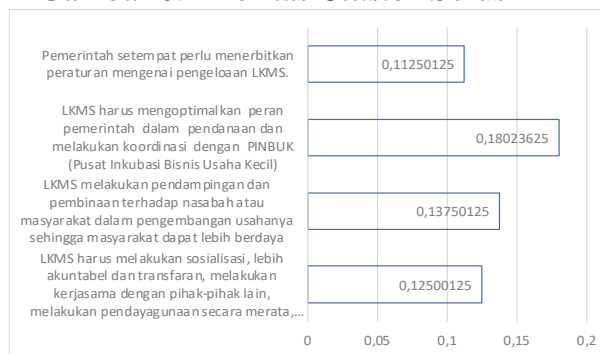 Pemerintah setempat perlu menerbitkan
peraturan mengenai pengeloaan LKMS.
0,11250125
LKMS harus mengoptimalkan peran
pemerintah dalam pendanaan dan
melakukan koordinasi dengan PINBUK
(Pusat Inkubasi Bisnis Usaha Kecil)
0,18023625
LKMS melakukan pendampingan dan
pembinaan terhadap nasabah atau
masyarakat dalam pengembangan usahanya
sehingga masyarakat dapat lebih berdaya
0,13750125
LKMS harus melakukan sosialisasi, lebih
akuntabel dan transfaran, melakukan
kerjasama dengan pihak-pihak lain,
melakukan pendayagunaan secara merata,...
0,12500125
0 0,05 0,1 0,15 0,2